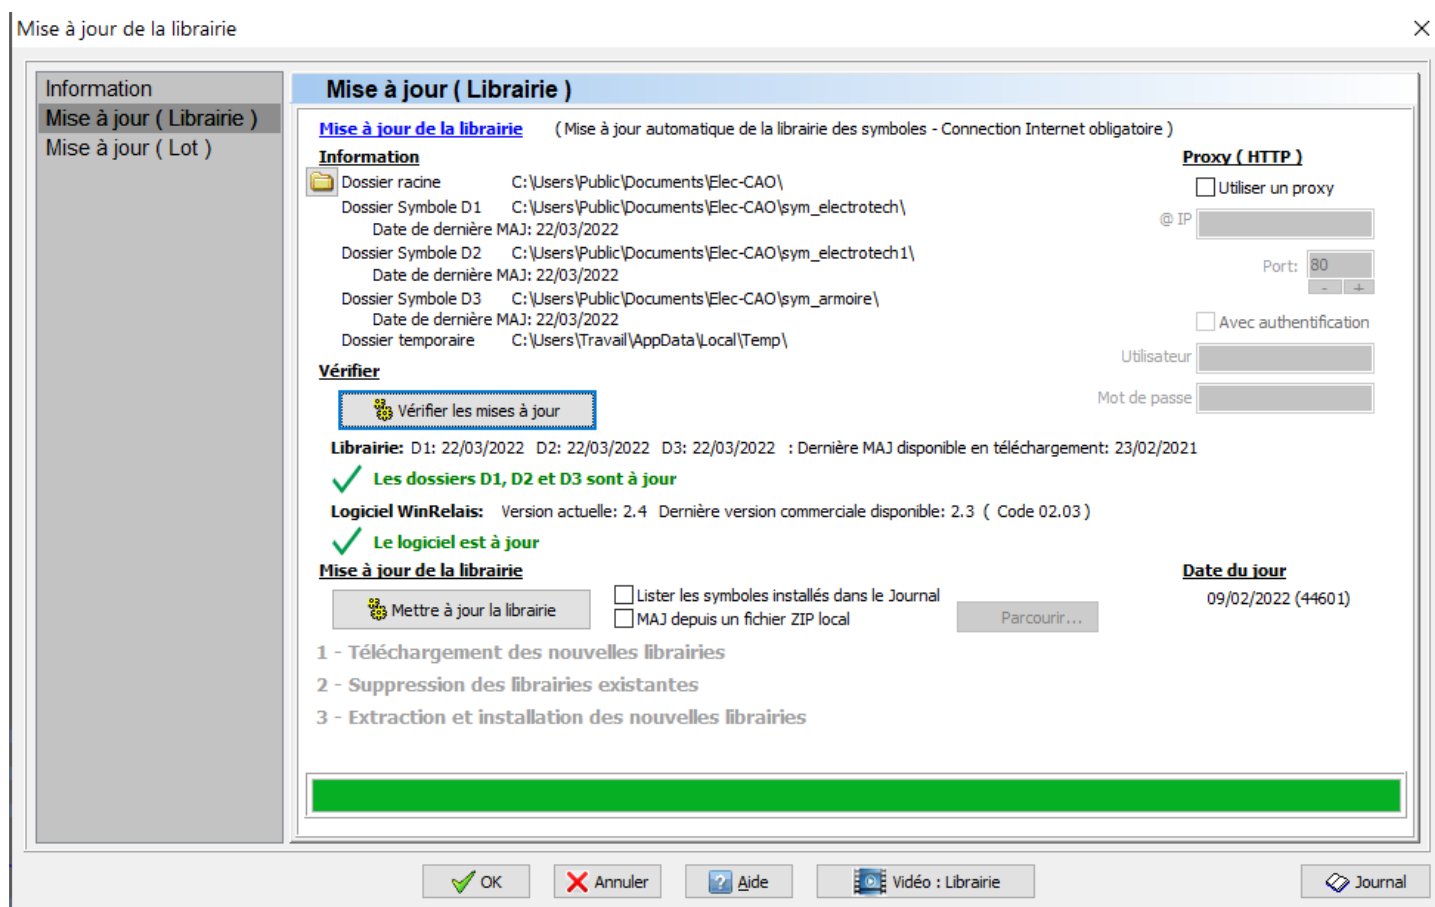 Mise à jour de la librairie
Information
Mise à jour ( Librairie )
Mise à jour ( Lot )
Mise à jour ( Librairie )
Mise à jour de la librairie ( Mise à jour automatique de la librairie des symboles - Connection Internet obligatoire )
Information
Dossier racine C:\Users\Public\Documents\Elec-CAO\
Dossier Symbole D1 C:\Users\Public\Documents\Elec-CAO\sym_electrotech\
Date de dernière MAJ: 22/03/2022
Dossier Symbole D2 C:\Users\Public\Documents\Elec-CAO\sym_electrotech1\
Date de dernière MAJ: 22/03/2022
Dossier Symbole D3 C:\Users\Public\Documents\Elec-CAO\sym_armoire\
Date de dernière MAJ: 22/03/2022
Dossier temporaire C:\Users\Travail\AppData\Local\Temp\
Proxy ( HTTP )
Utiliser un proxy
@ IP
Port: 80
- +
Avec authentification
Utilisateur
Mot de passe
Vérifier
Vérifier les mises à jour
Librairie: D1: 22/03/2022 D2: 22/03/2022 D3: 22/03/2022 : Dernière MAJ disponible en téléchargement: 23/02/2021
Les dossiers D1, D2 et D3 sont à jour
Logiciel WinRelais: Version actuelle: 2.4 Dernière version commerciale disponible: 2.3 ( Code 02.03 )
Le logiciel est à jour
Mise à jour de la librairie
Mettre à jour la librairie
Lister les symboles installés dans le Journal
MAJ depuis un fichier ZIP local
Parcourir...
Date du jour
09/02/2022 (44601)
1 - Téléchargement des nouvelles librairies
2 - Suppression des librairies existantes
3 - Extraction et installation des nouvelles librairies
OK
Annuler
Aide
Vidéo : Librairie
Journal